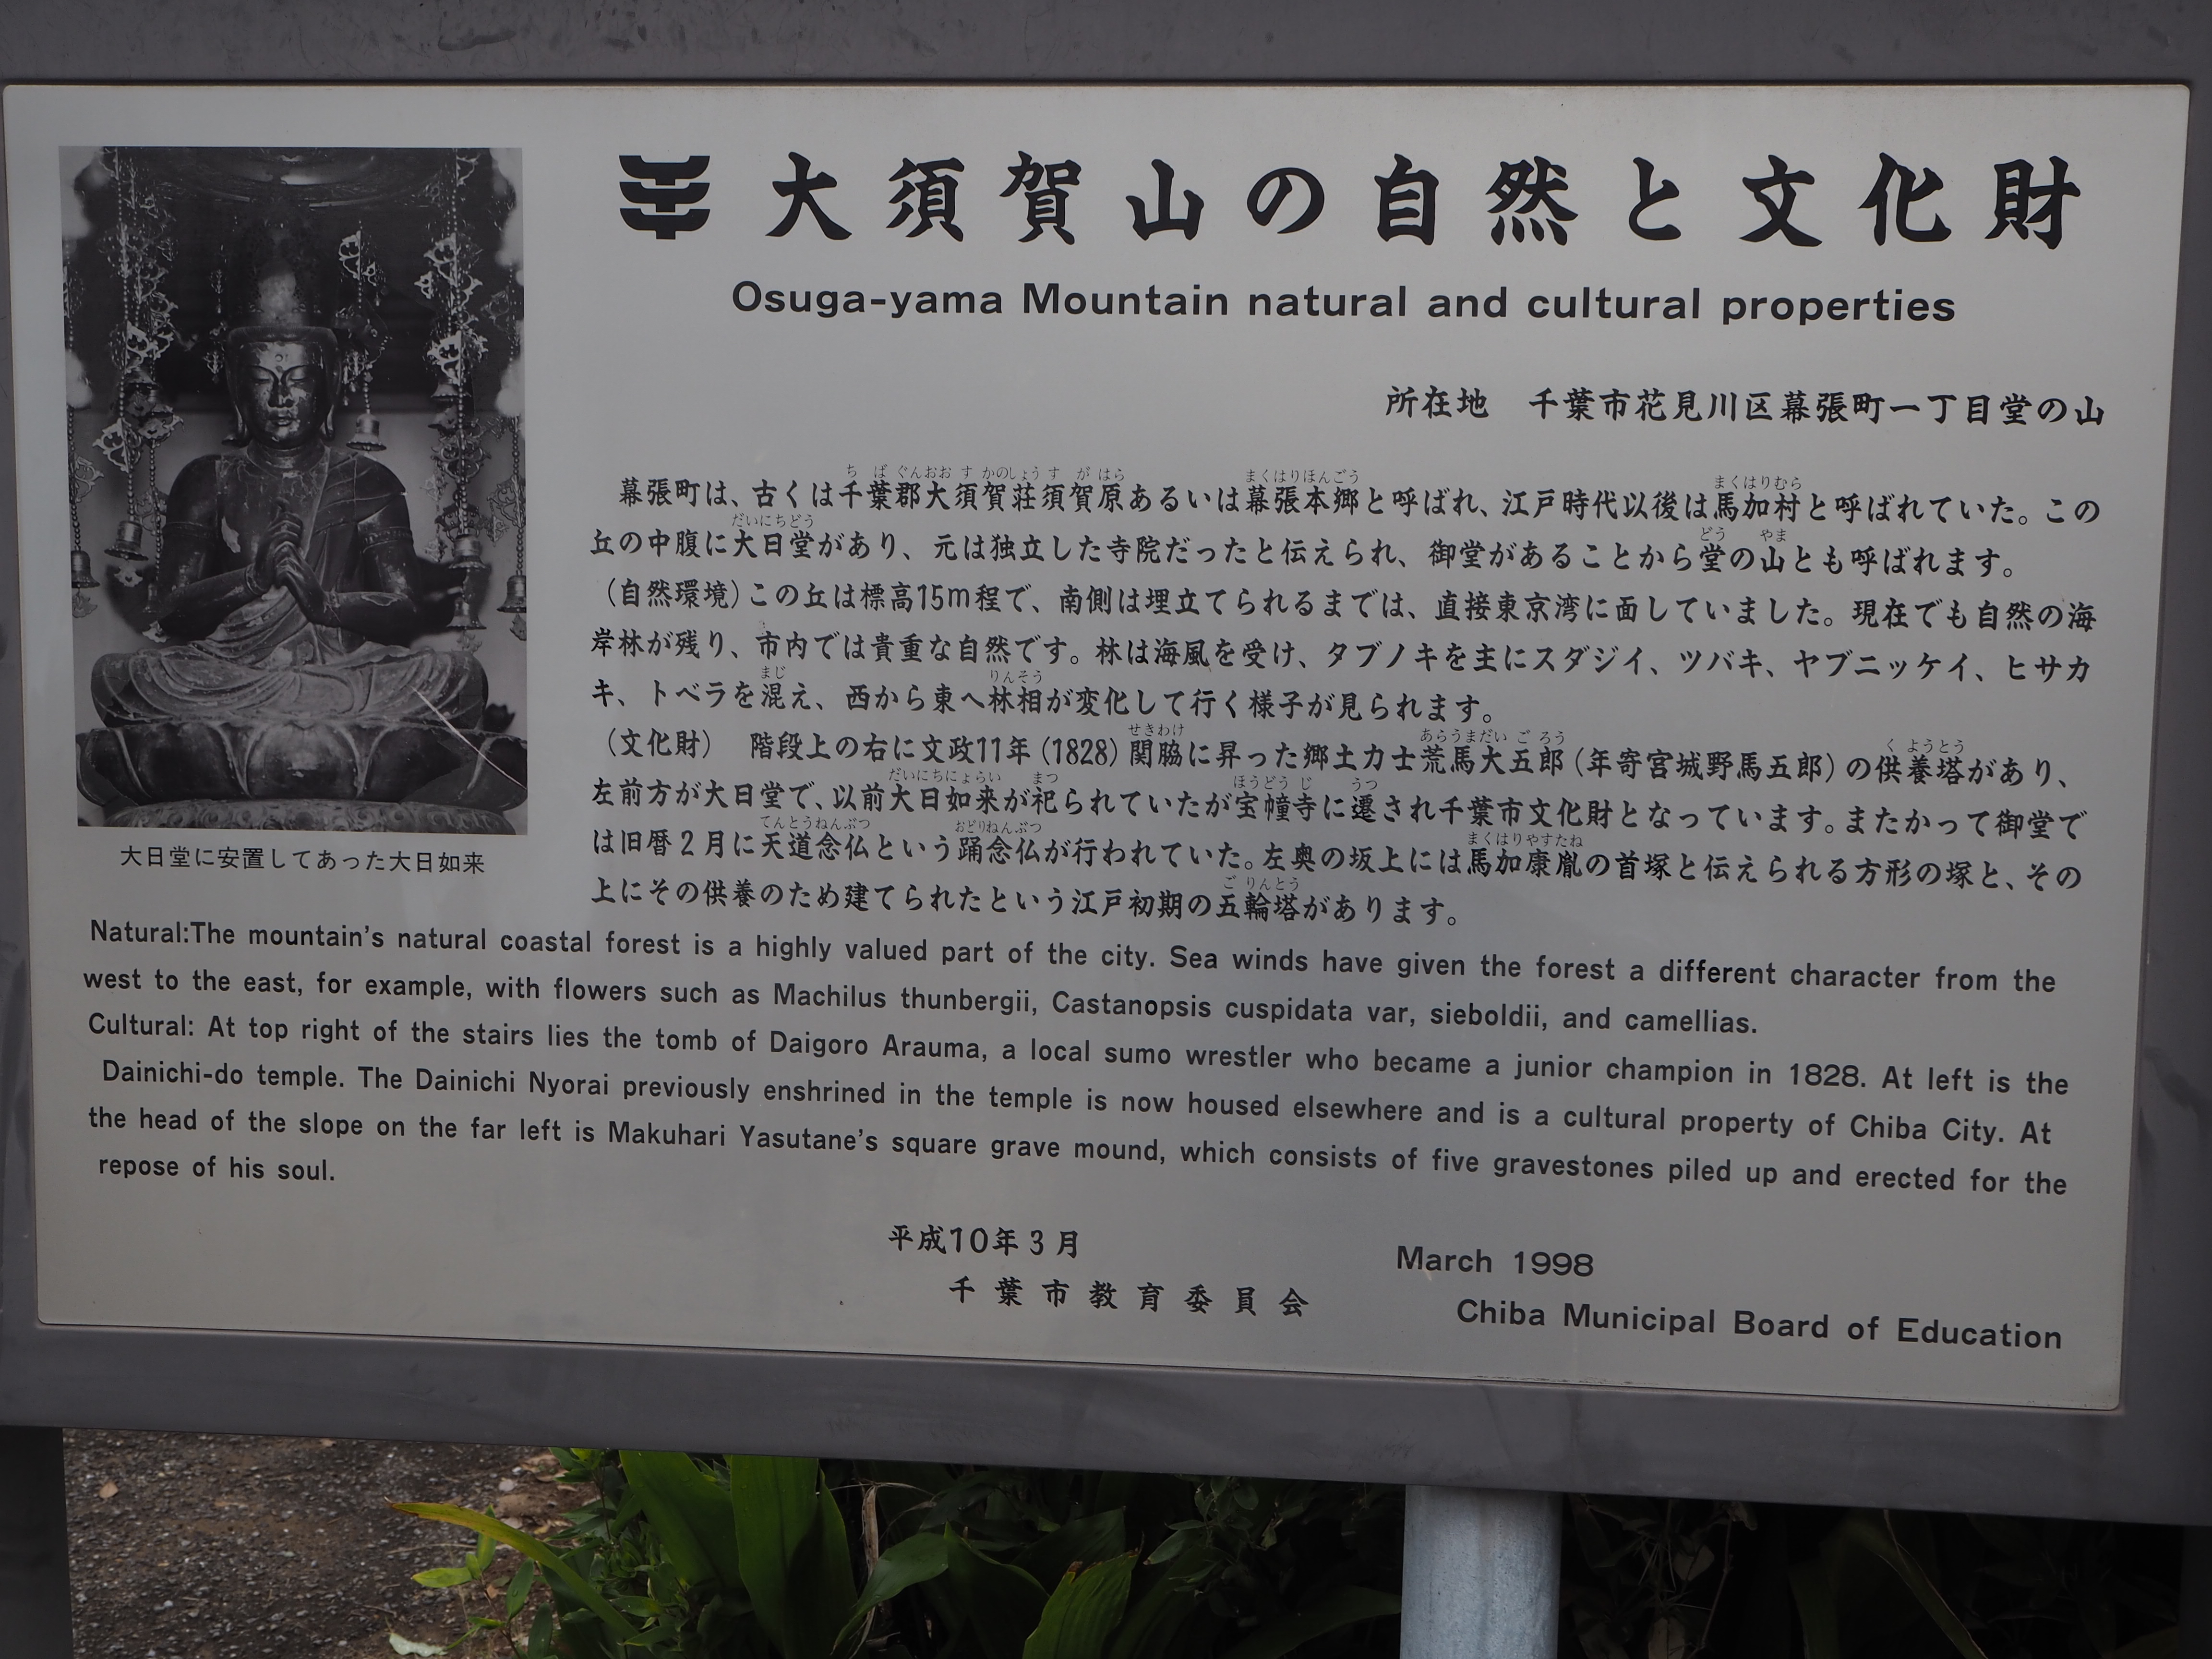 大須賀山の自然と文化財
Osuga-yama Mountain natural and cultural properties
所在地　千葉市花見川区幕張町一丁目堂の山
幕張町は、古くは千葉郡大須賀荘須賀原あるいは幕張本郷と呼ばれ、江戸時代以後は馬加村と呼ばれていた。この
丘の中腹に大日堂があり、元は独立した寺院だったと伝えられ、御堂があることから堂の山とも呼ばれます。
(自然環境)この丘は標高15m程で、南側は埋立てられるまでは、直接東京湾に面していました。現在でも自然の海
岸林が残り、市内では貴重な自然です。林は海風を受け、タブノキを主にスダジイ、ツバキ、ヤブニッケイ、ヒサカ
キ、トベラを混え、西から東へ林相が変化して行く様子が見られます。
(文化財)　階段上の右に文政11年(1828)関脇に昇った郷土力士荒馬大五郎(年寄宮城野馬五郎)の供養塔があり、
左前方が大日堂で、以前大日如来が祀られていたが宝幢寺に遷され千葉市文化財となっています。またかって御堂で
は旧暦2月に天道念仏という踊念仏が行われていた。左奥の坂上には馬加康胤の首塚と伝えられる方形の塚と、その
上にその供養のため建てられたという江戸初期の五輪塔があります。
大日堂に安置してあった大日如来
Natural:The mountain's natural coastal forest is a highly valued part of the city. Sea winds have given the forest a different character from the
west to the east, for example, with flowers such as Machilus thunbergii, Castanopsis cuspidata var, sieboldii, and camellias.
Cultural: At top right of the stairs lies the tomb of Daigoro Arauma, a local sumo wrestler who became a junior champion in 1828. At left is the
Dainichi-do temple. The Dainichi Nyorai previously enshrined in the temple is now housed elsewhere and is a cultural property of Chiba City. At
the head of the slope on the far left is Makuhari Yasutane's square grave mound, which consists of five gravestones piled up and erected for the
repose of his soul.
平成10年3月
千葉市教育委員会
March 1998
Chiba Municipal Board of Education